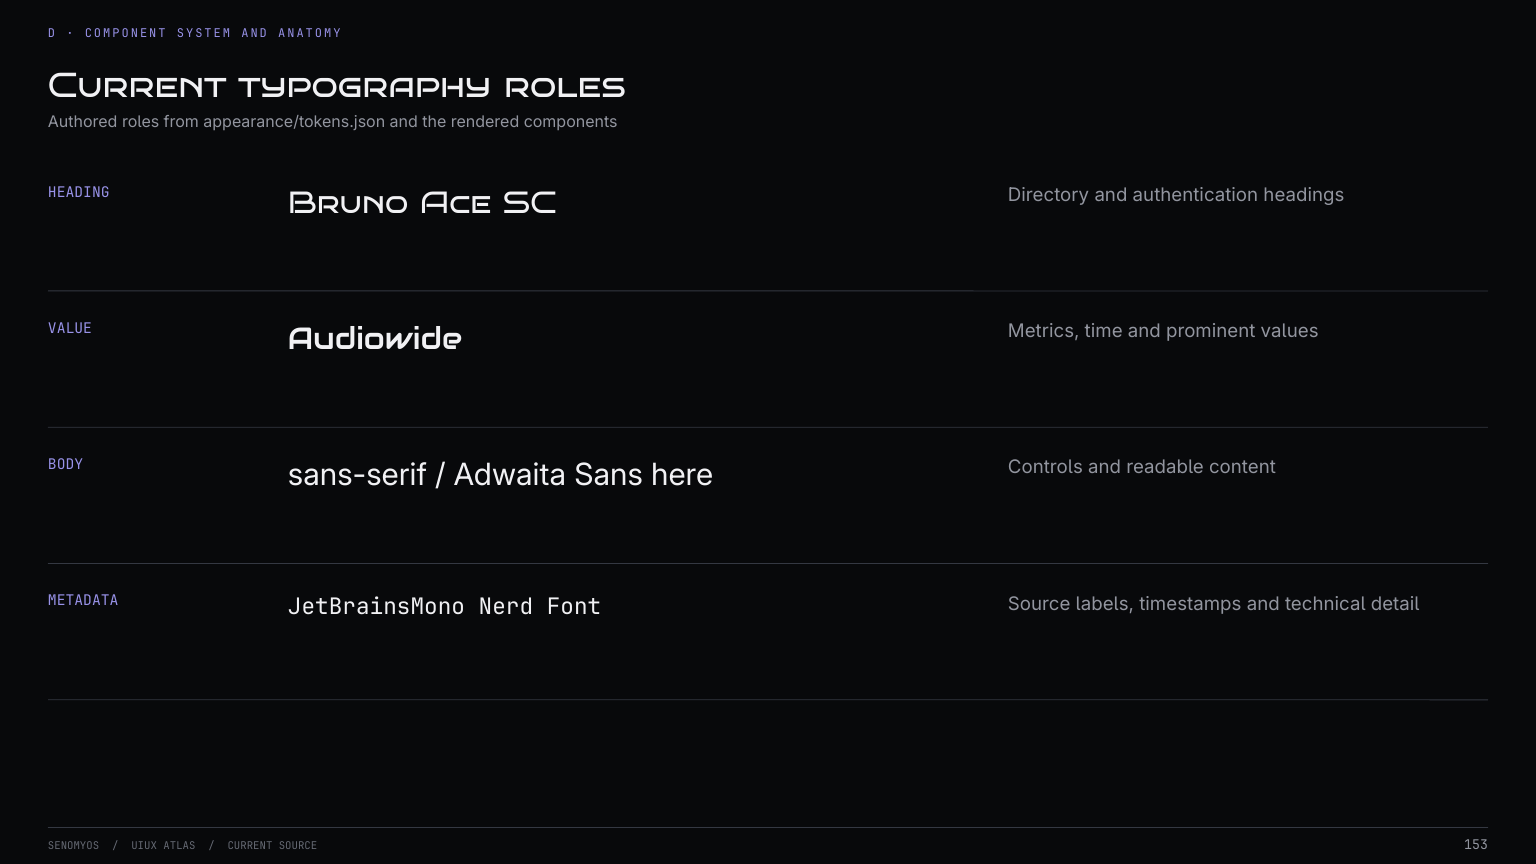 D · COMPONENT SYSTEM AND ANATOMY
Current typography roles
Authored roles from appearance/tokens.json and the rendered components
HEADING
Bruno Ace SC
Directory and authentication headings
VALUE
Audiowide
Metrics, time and prominent values
BODY
sans-serif / Adwaita Sans here
Controls and readable content
METADATA
JetBrainsMono Nerd Font
Source labels, timestamps and technical detail
SENOMYOS / UIUX ATLAS / CURRENT SOURCE
153